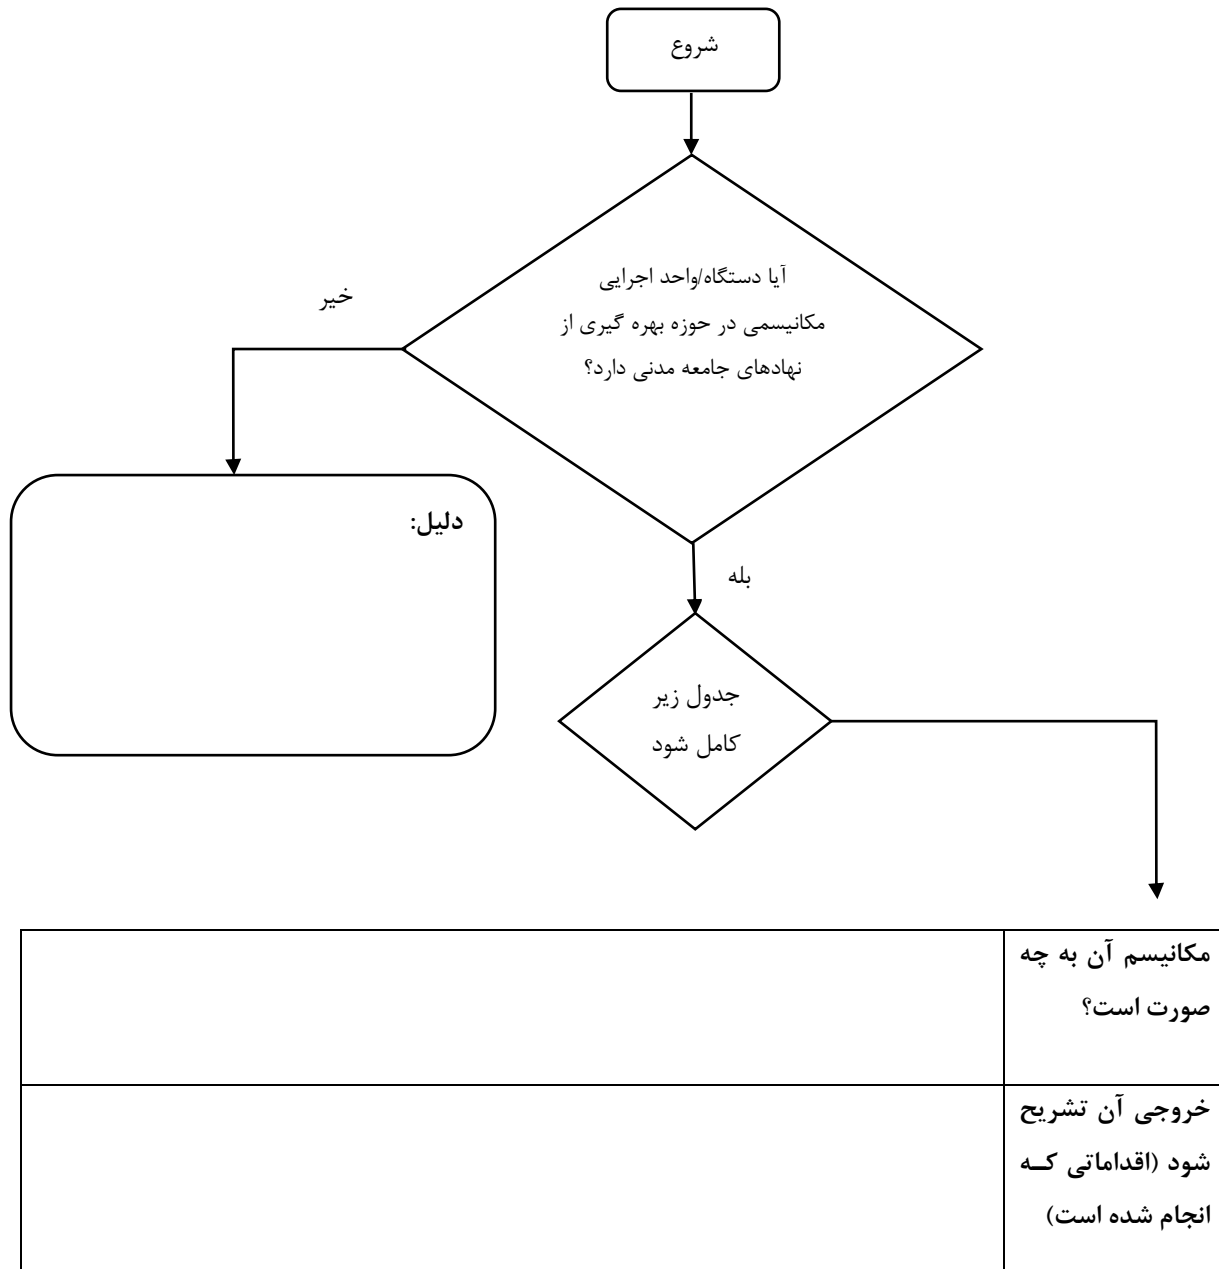 شروع
آیا دستگاه/واحد اجرایی
مکانیسمی در حوزه بهره گیری از
نهادهای جامعه مدنی دارد؟
خیر
دلیل:
بله
جدول زیر
کامل شود
مکانیسم آن به چه
صورت است؟
خروجی آن تشریح
شود (اقداماتی که
انجام شده است)